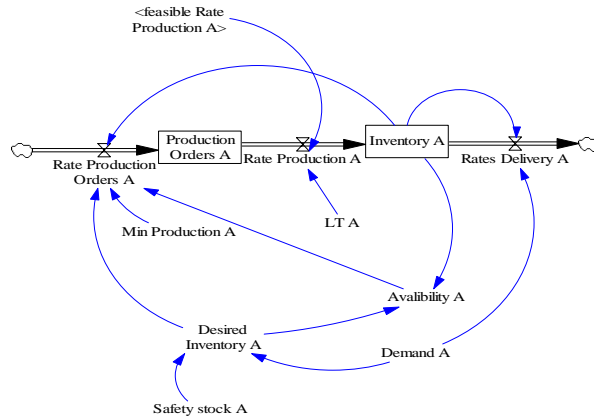 <feasible Rate
Production A>
Production
Orders A
Inventory A
Rate Production
Orders A
Rate Production A
Rates Delivery A
Min Production A
LT A
Avalibility A
Desired
Inventory A
Demand A
Safety stock A